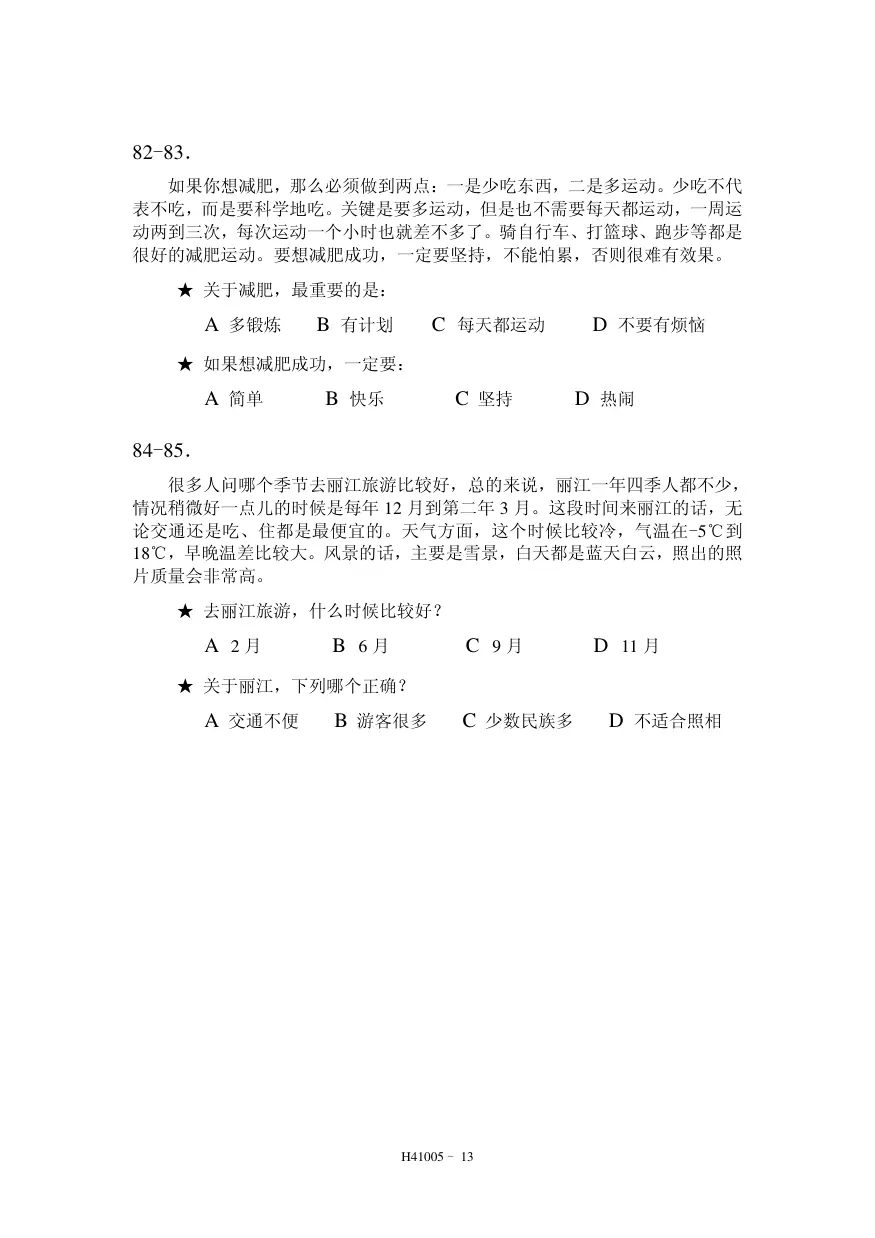 82-83.
如果你想减肥，那么必须做到两点：一是少吃东西，二是多运动。少吃不代
表不吃，而是要科学地吃。关键是要多运动，但是也不需要每天都运动，一周运
动两到三次，每次运动一个小时也就差不多了。骑自行车、打篮球、跑步等都是
很好的减肥运动。要想减肥成功，一定要坚持，不能怕累，否则很难有效果。
★ 关于减肥，最重要的是：
A 多锻炼 B 有计划 C 每天都运动 D 不要有烦恼
★ 如果想减肥成功，一定要：
A 简单 B 快乐 C 坚持 D 热闹
84-85.
很多人问哪个季节去丽江旅游比较好，总的来说，丽江一年四季人都不少，
情况稍微好一点儿的时候是每年 12 月到第二年 3 月。这段时间来丽江的话，无
论交通还是吃、住都是最便宜的。天气方面，这个时候比较冷，气温在-5℃到
18℃，早晚温差比较大。风景的话，主要是雪景，白天都是蓝天白云，照出的照
片质量会非常高。
★ 去丽江旅游，什么时候比较好？
A 2 月 B 6 月 C 9 月 D 11 月
★ 关于丽江，下列哪个正确？
A 交通不便 B 游客很多 C 少数民族多 D 不适合照相
H41005- 13